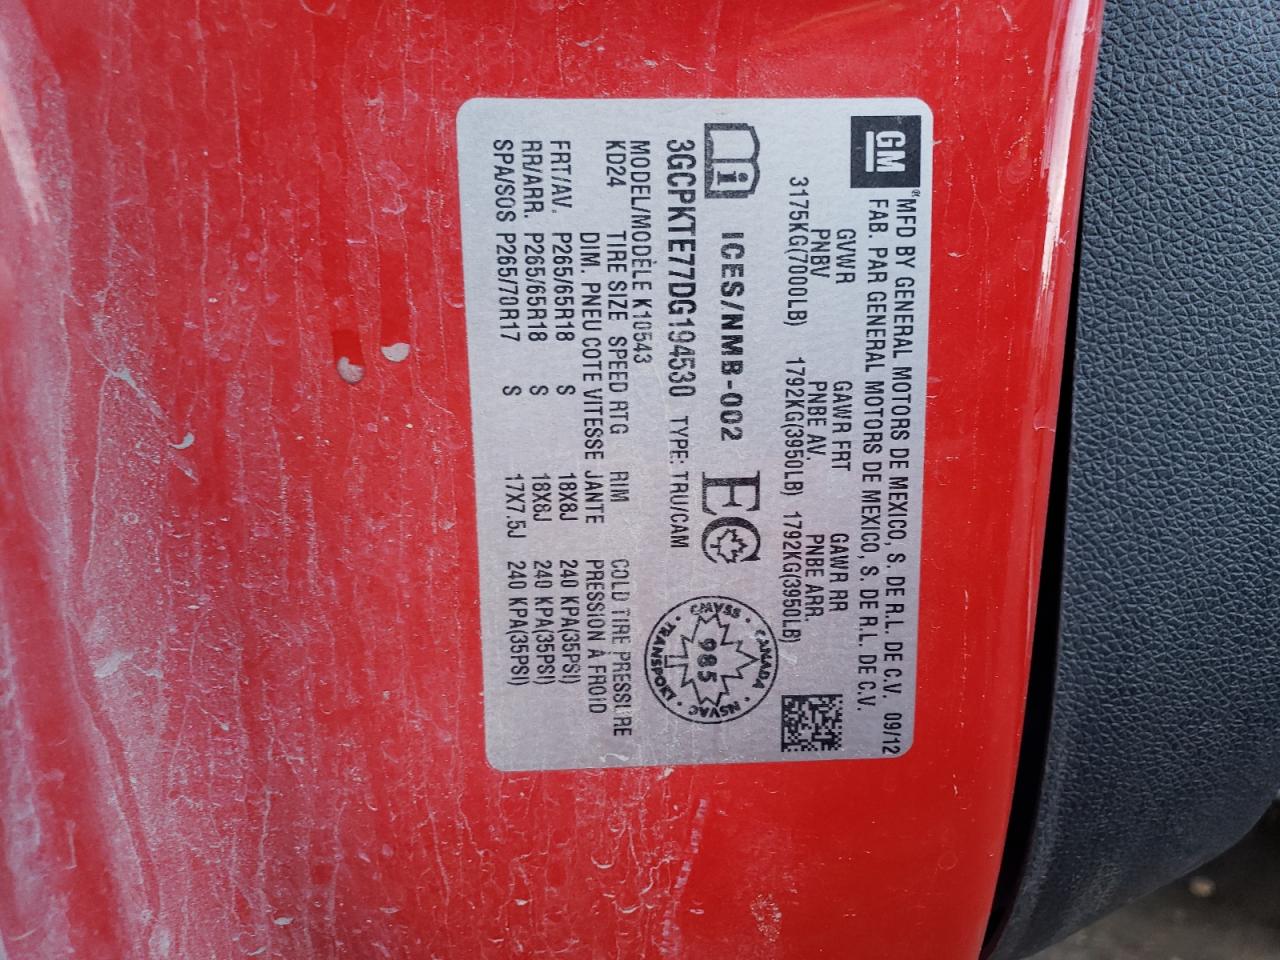 GM
® MFD BY GENERAL MOTORS DE MEXICO, S. DE R.L. DE C.V. 09/12
FAB. PAR GENERAL MOTORS DE MEXICO, S. DE R.L. DE C.V.
GVWR GAWR FRT GAWR RR
PNBV PNBE AV. PNBE ARR.
3175KG(7000LB) 1792KG(3950LB) 1792KG(3950LB)
i ICES/NMB-002 EC
CANADA · NSVAC · TRANSPORT · CMVSS ·
985
3GCPKTE77DG194530 TYPE: TRU/CAM
MODEL/MODÈLE K10543
KD24 TIRE SIZE SPEED RTG RIM COLD TIRE PRESSURE
DIM. PNEU COTE VITESSE JANTE PRESSION À FROID
FRT/AV. P265/65R18 S 18X8J 240 KPA(35PSI)
RR/ARR. P265/65R18 S 18X8J 240 KPA(35PSI)
SPA/SOS P265/70R17 S 17X7.5J 240 KPA(35PSI)